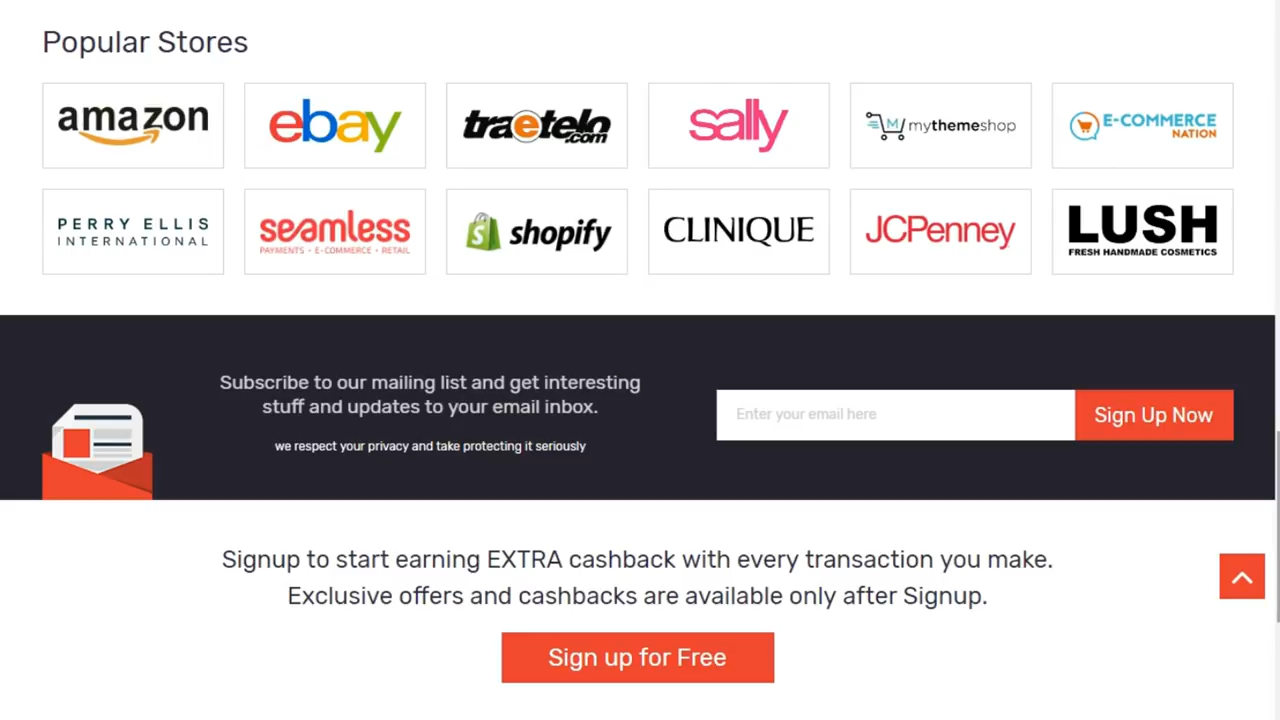 Popular Stores
amazon
ebay
traetelo
.com
sally
M mythemeshop
E-COMMERCE
NATION
PERRY ELLIS
INTERNATIONAL
seamless
PAYMENTS • E-COMMERCE • RETAIL
S shopify
CLINIQUE
JCPenney
LUSH
FRESH HANDMADE COSMETICS
Subscribe to our mailing list and get interesting
stuff and updates to your email inbox.
we respect your privacy and take protecting it seriously
Enter your email here
Sign Up Now
Signup to start earning EXTRA cashback with every transaction you make.
Exclusive offers and cashbacks are available only after Signup.
Sign up for Free